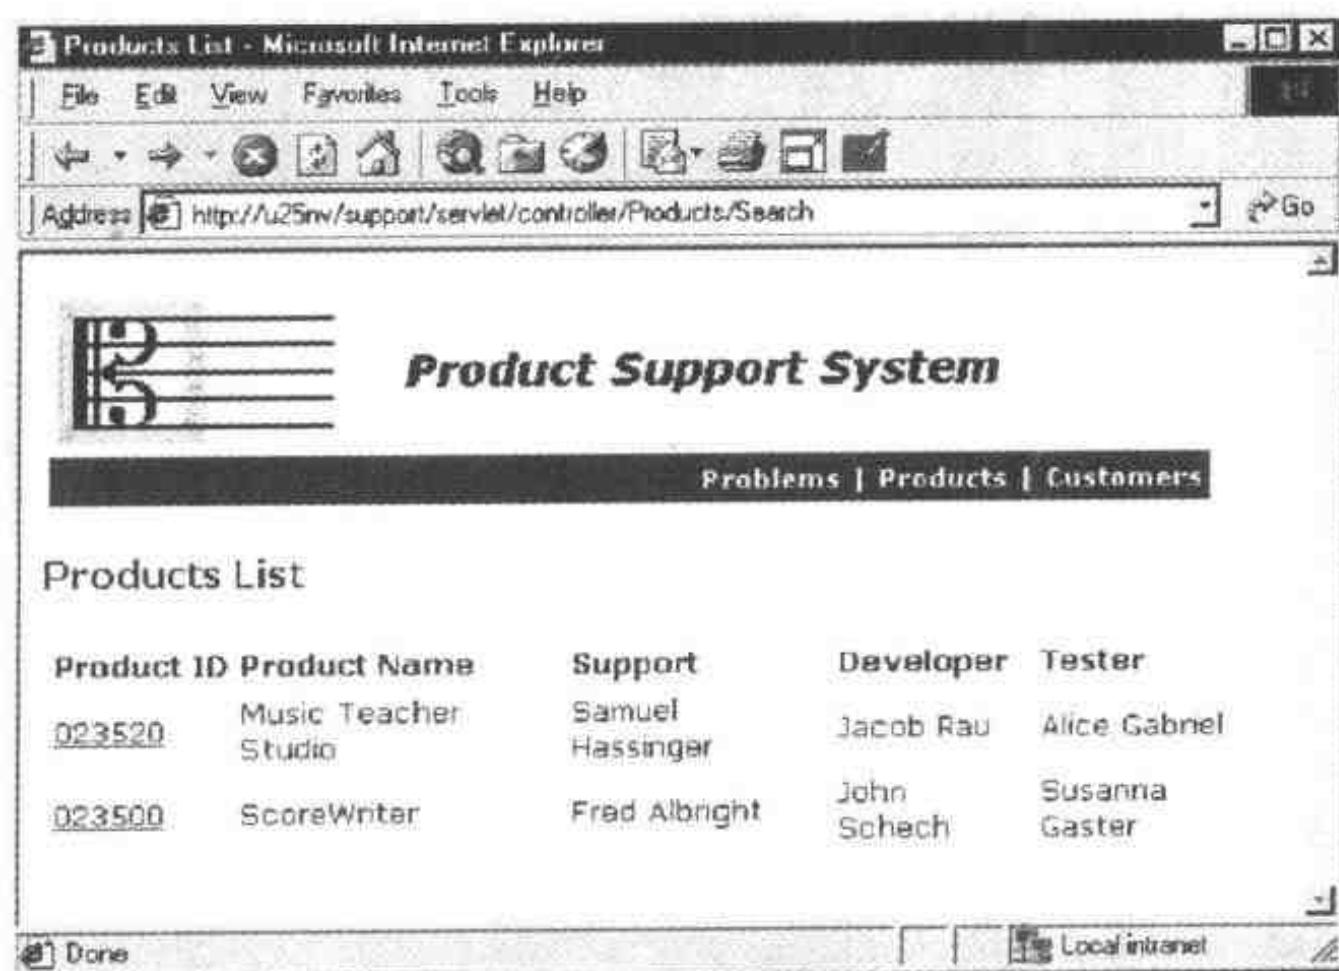 Products List - Microsoft Internet Explorer
File Edit View Favorites Tools Help
Address http://u25nv/support/servlet/controller/Products/Search Go
Product Support System
Problems | Products | Customers
Products List
Product ID Product Name Support Developer Tester
023520 Music Teacher Studio Samuel Hassinger Jacob Rau Alice Gabriel
023500 ScoreWriter Fred Albright John Schech Susanna Gaster
Done Local intranet